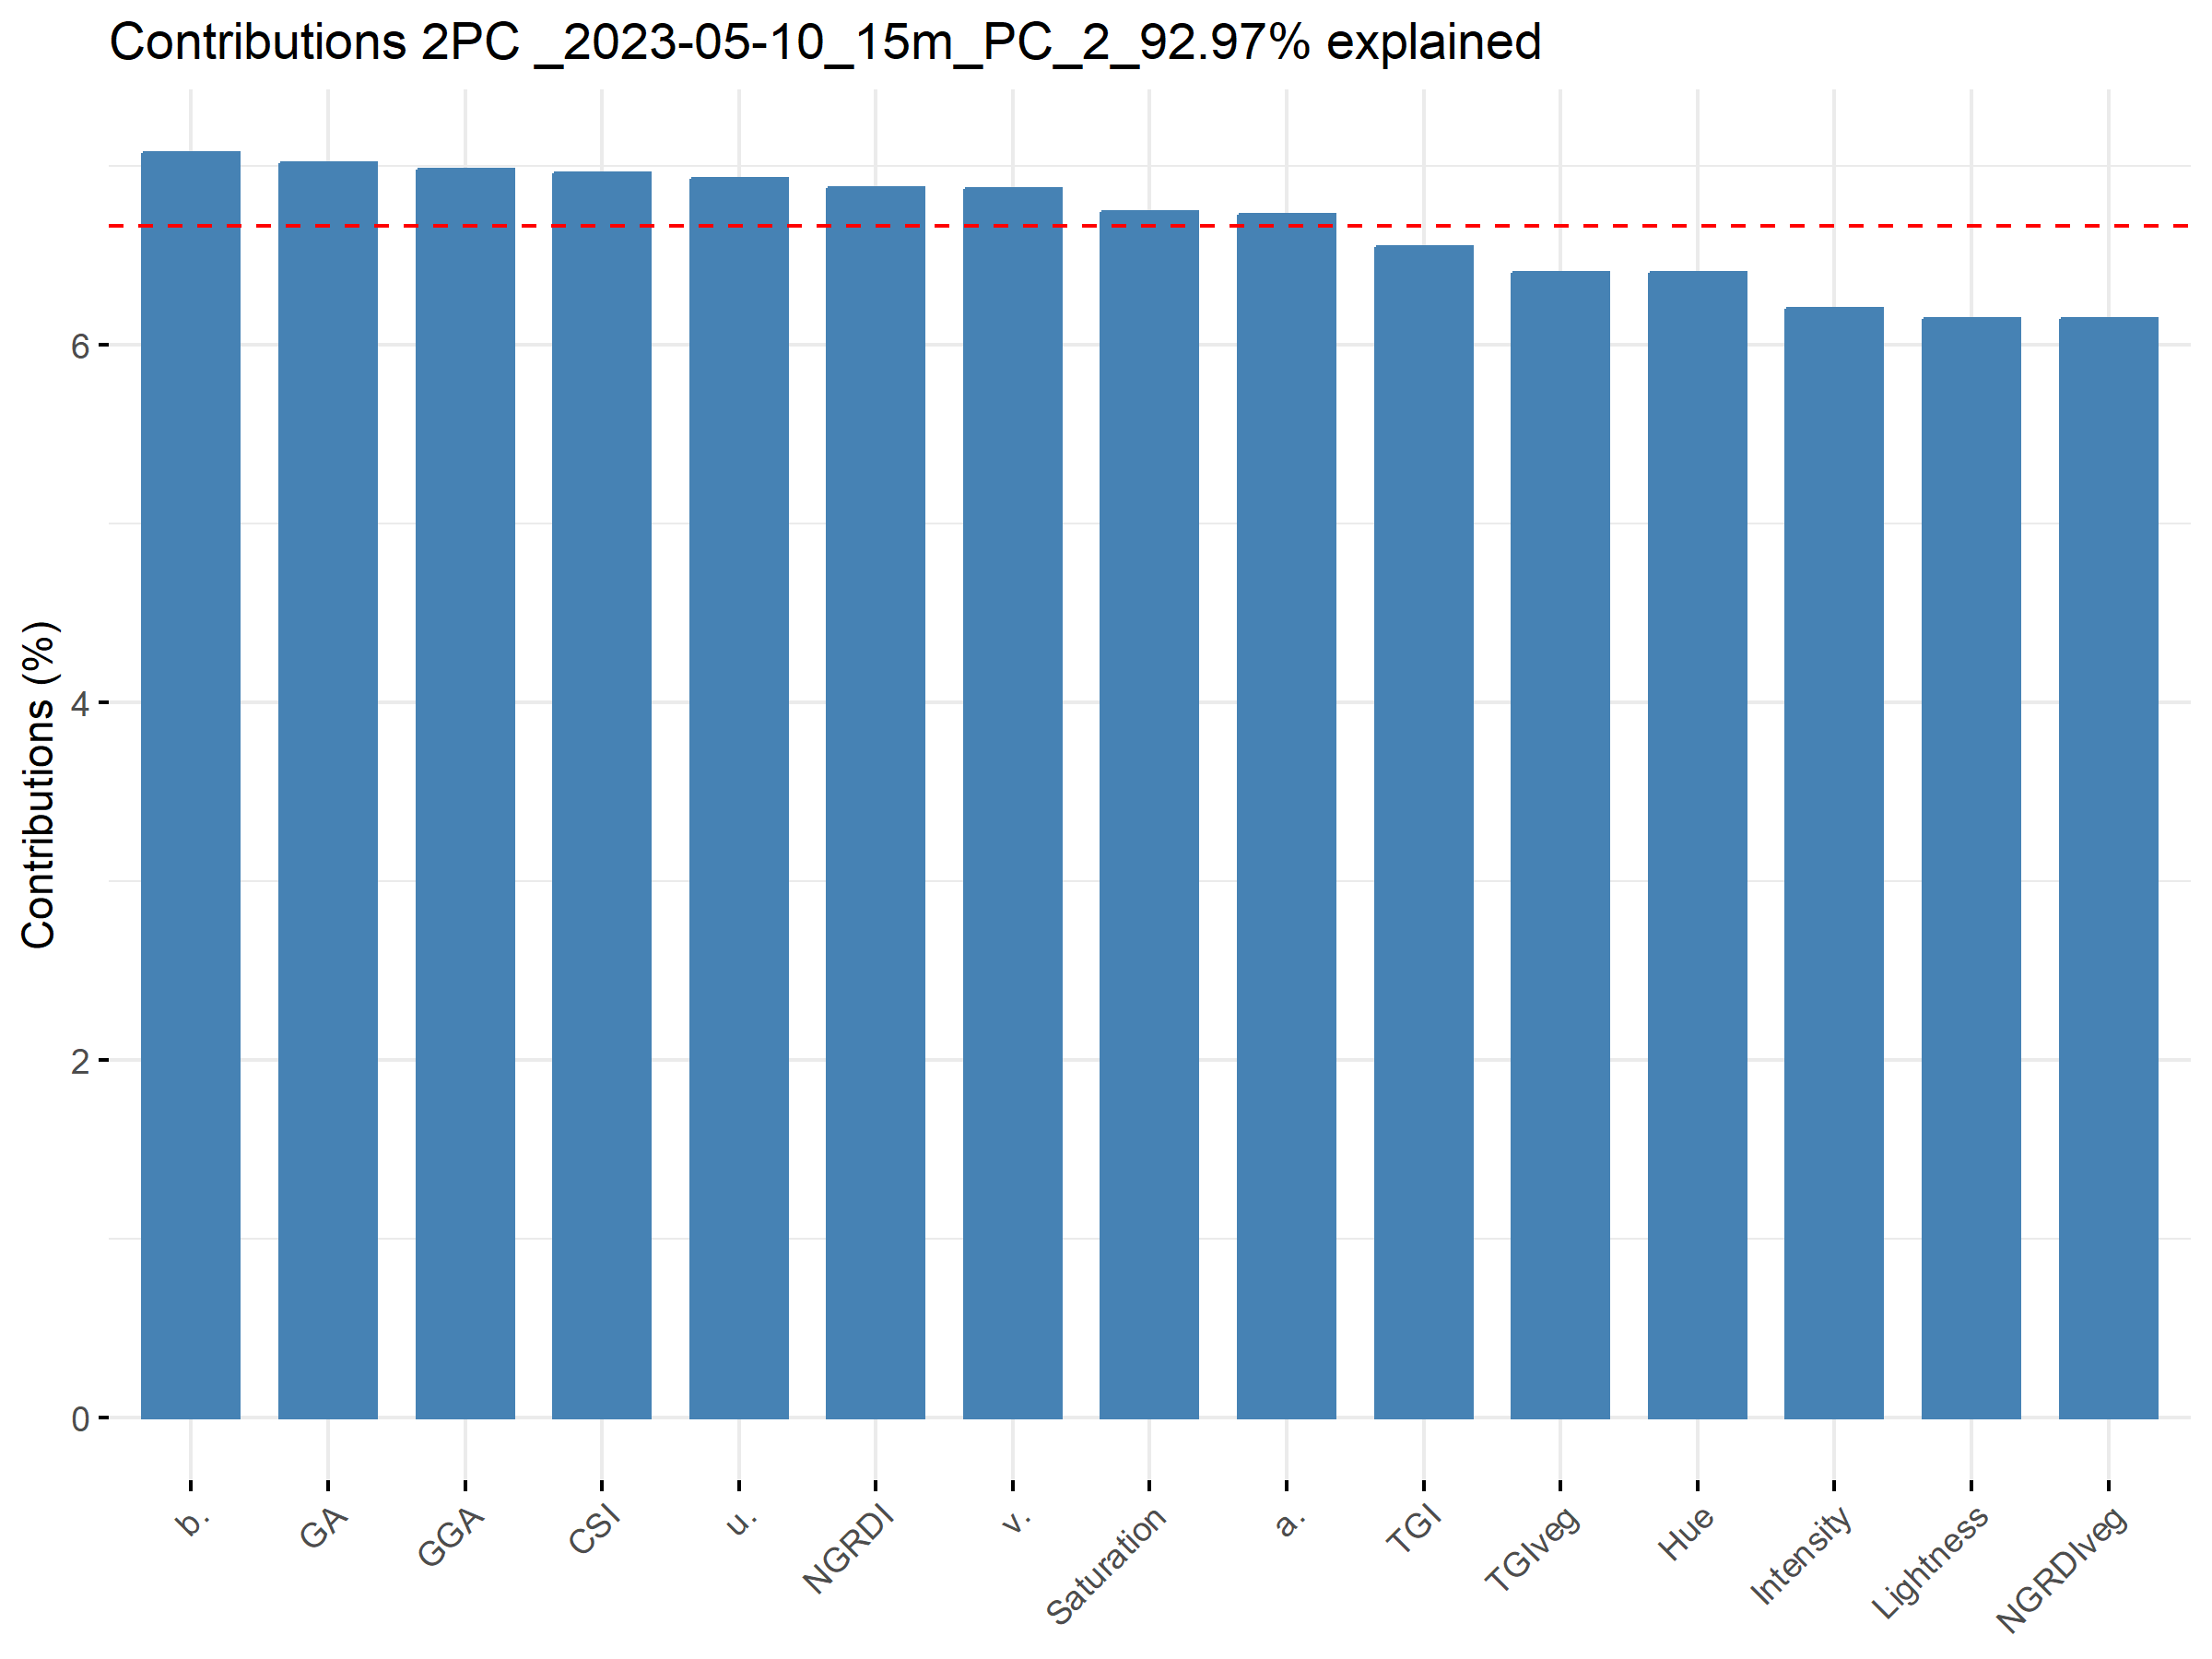 Contributions 2PC _2023-05-10_15m_PC_2_92.97% explained
Contributions (%)
6
4
2
0
b.
GA
GGA
CSI
u.
NGRDI
v.
Saturation
a.
TGI
TGIveg
Hue
Intensity
Lightness
NGRDIveg